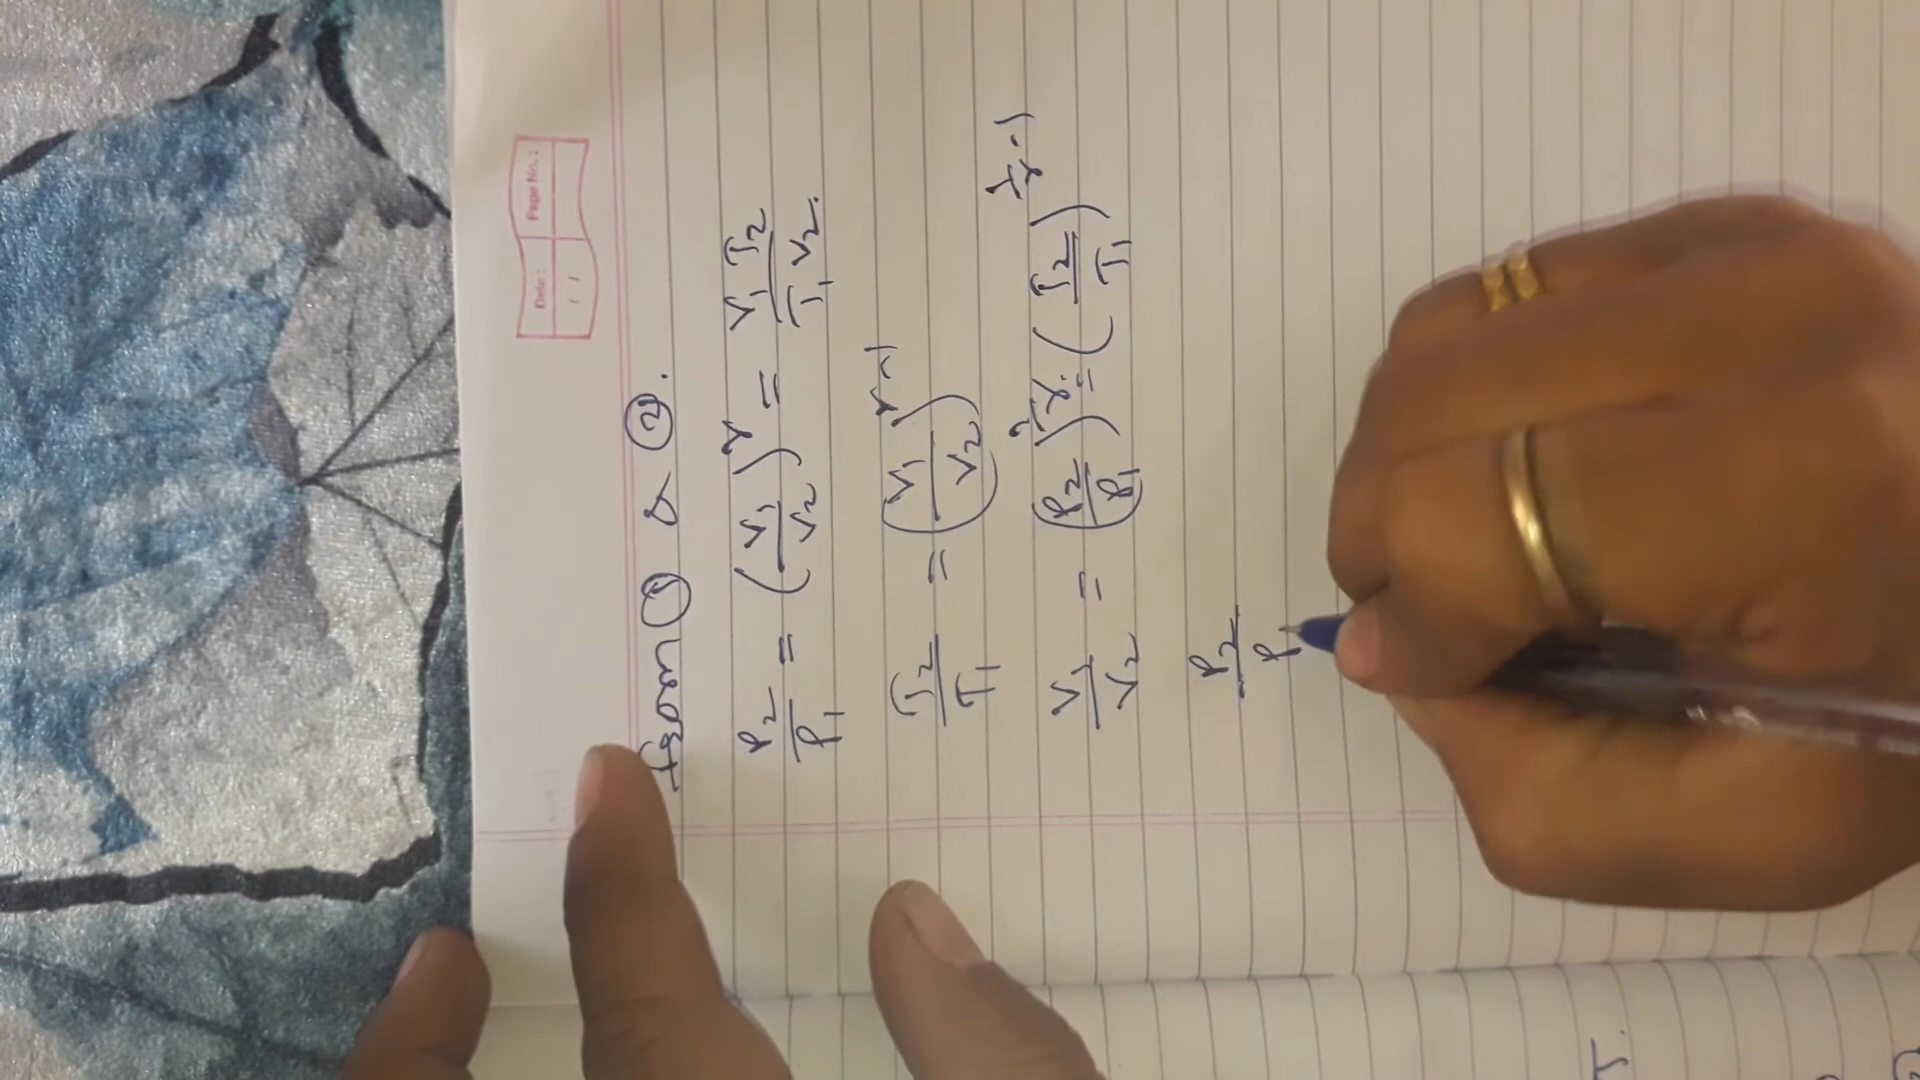 Date: Page No.:
/ /
from ① & ②.
P₂/P₁ = (V₁/V₂)^γ = V₁T₂/T₁V₂.
T₂/T₁ = (V₁/V₂)^γ-1
V₁/V₂ = (P₂/P₁)^1/γ = (T₂/T₁)^1/γ-1
P₂/P